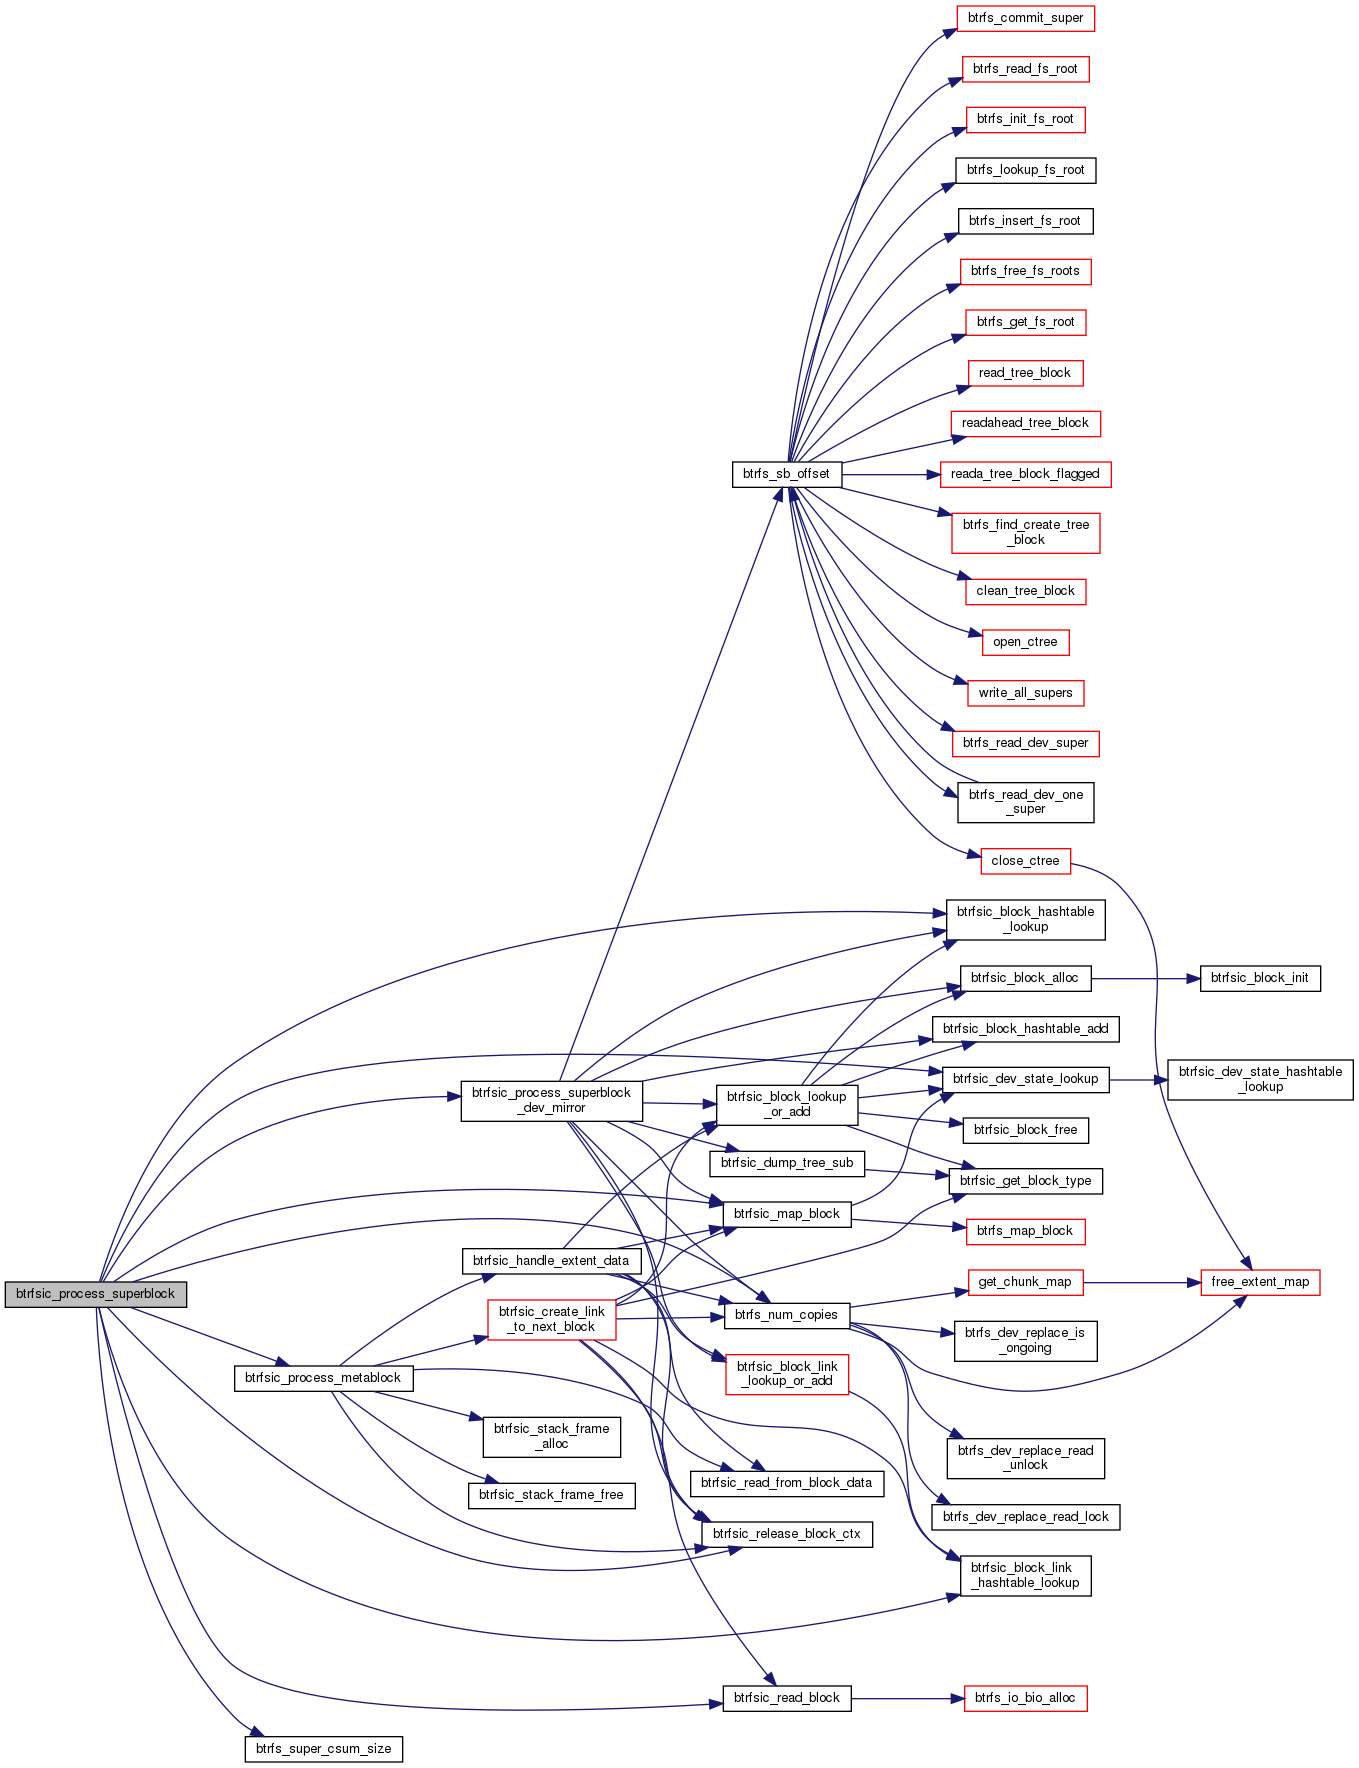 btrfs_commit_super
btrfs_read_fs_root
btrfs_init_fs_root
btrfs_lookup_fs_root
btrfs_insert_fs_root
btrfs_free_fs_roots
btrfs_get_fs_root
read_tree_block
readahead_tree_block
btrfs_sb_offset
reada_tree_block_flagged
btrfs_find_create_tree
_block
clean_tree_block
open_ctree
write_all_supers
btrfs_read_dev_super
btrfs_read_dev_one
_super
close_ctree
btrfsic_block_hashtable
_lookup
btrfsic_block_alloc
btrfsic_block_init
btrfsic_block_hashtable_add
btrfsic_process_superblock
_dev_mirror
btrfsic_block_lookup
_or_add
btrfsic_dev_state_lookup
btrfsic_dev_state_hashtable
_lookup
btrfsic_block_free
btrfsic_dump_tree_sub
btrfsic_get_block_type
btrfsic_map_block
btrfs_map_block
btrfsic_handle_extent_data
btrfsic_process_superblock
get_chunk_map
free_extent_map
btrfsic_create_link
_to_next_block
btrfs_num_copies
btrfs_dev_replace_is
_ongoing
btrfsic_process_metablock
btrfsic_block_link
_lookup_or_add
btrfsic_stack_frame
_alloc
btrfs_dev_replace_read
_unlock
btrfsic_stack_frame_free
btrfsic_read_from_block_data
btrfs_dev_replace_read_lock
btrfsic_release_block_ctx
btrfsic_block_link
_hashtable_lookup
btrfsic_read_block
btrfs_io_bio_alloc
btrfs_super_csum_size